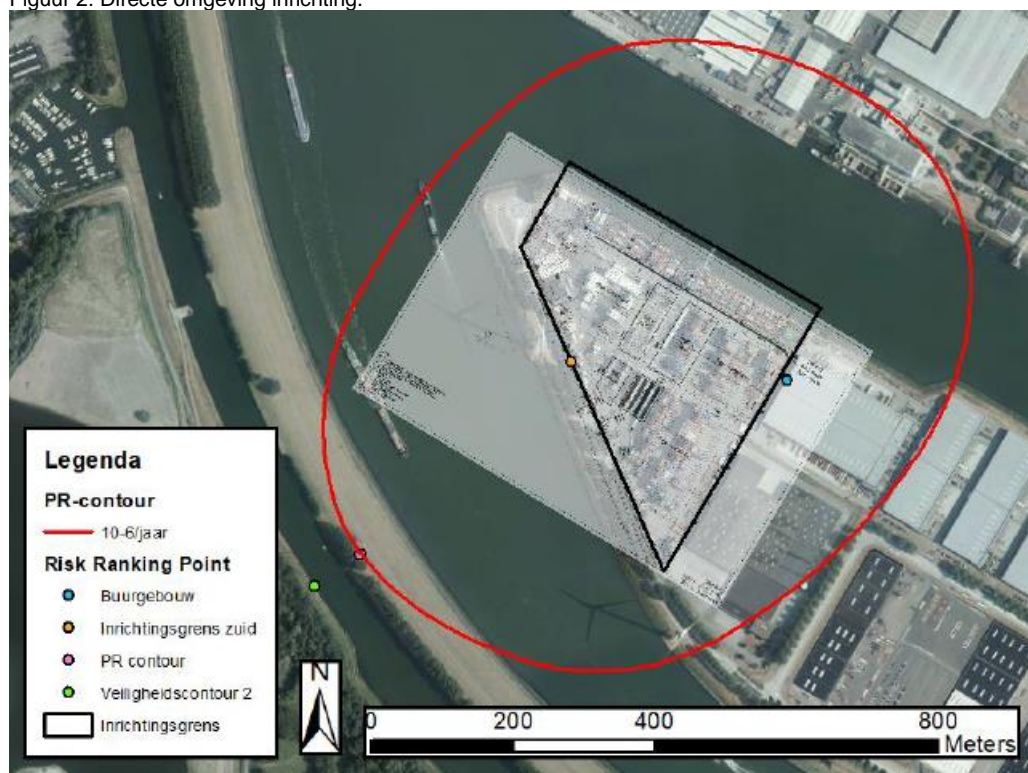 Figuur 2. Directe omgeving inrichting.
Legenda
PR-contour
10-6/jaar
Risk Ranking Point
Buurgebouw
Inrichtingsgrens zuid
PR contour
Veiligheidscontour 2
Inrichtingsgrens
N
0 200 400 800
Meters